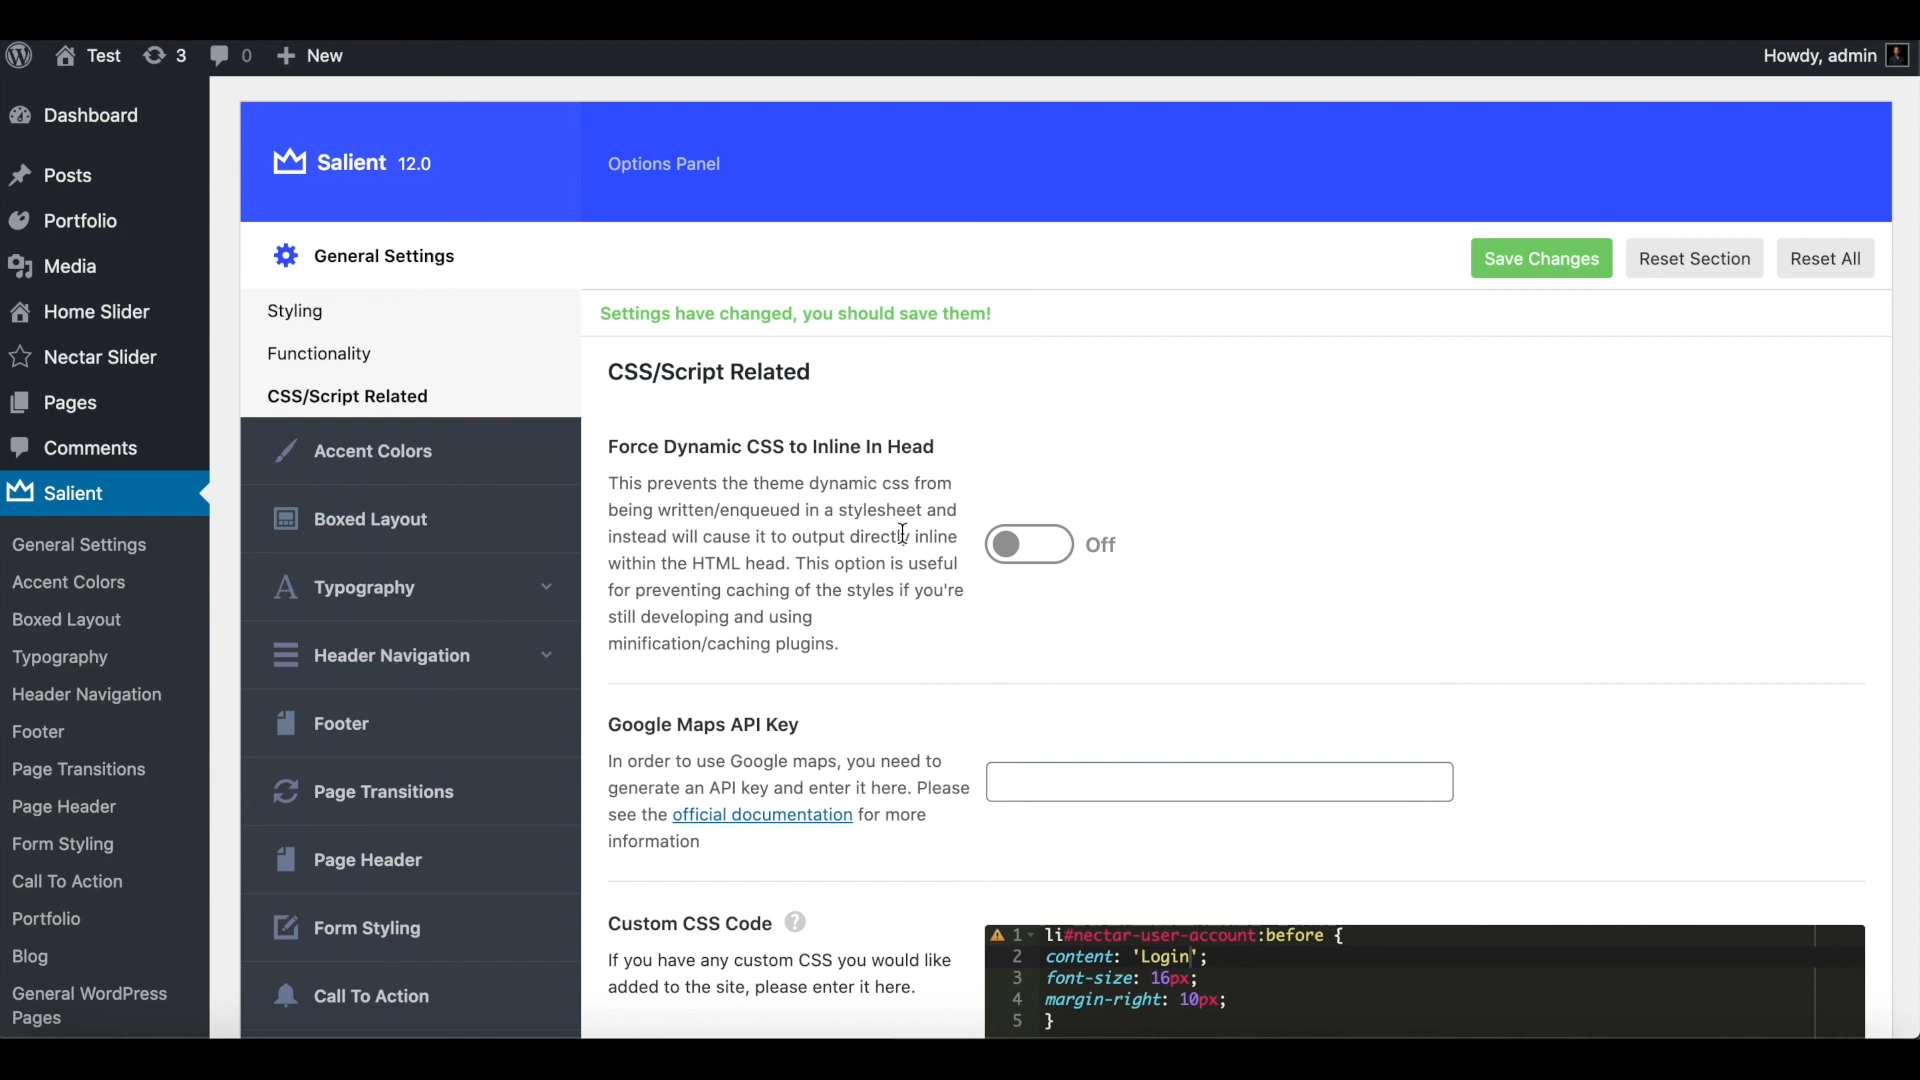 Test 3 0 New
Howdy, admin
Dashboard
Posts
Portfolio
Media
Home Slider
Nectar Slider
Pages
Comments
Salient
General Settings
Accent Colors
Boxed Layout
Typography
Header Navigation
Footer
Page Transitions
Page Header
Form Styling
Call To Action
Portfolio
Blog
General WordPress
Pages
Salient 12.0
Options Panel
General Settings
Styling
Functionality
CSS/Script Related
Accent Colors
Boxed Layout
Typography
Header Navigation
Footer
Page Transitions
Page Header
Form Styling
Call To Action
Save Changes
Reset Section
Reset All
Settings have changed, you should save them!
CSS/Script Related
Force Dynamic CSS to Inline In Head
This prevents the theme dynamic css from
being written/enqueued in a stylesheet and
instead will cause it to output directly inline
within the HTML head. This option is useful
for preventing caching of the styles if you're
still developing and using
minification/caching plugins.
Off
Google Maps API Key
In order to use Google maps, you need to
generate an API key and enter it here. Please
see the official documentation for more
information
Custom CSS Code ?
If you have any custom CSS you would like
added to the site, please enter it here.
1 li#nectar-user-account:before {
2 content: 'Login';
3 font-size: 16px;
4 margin-right: 10px;
5 }